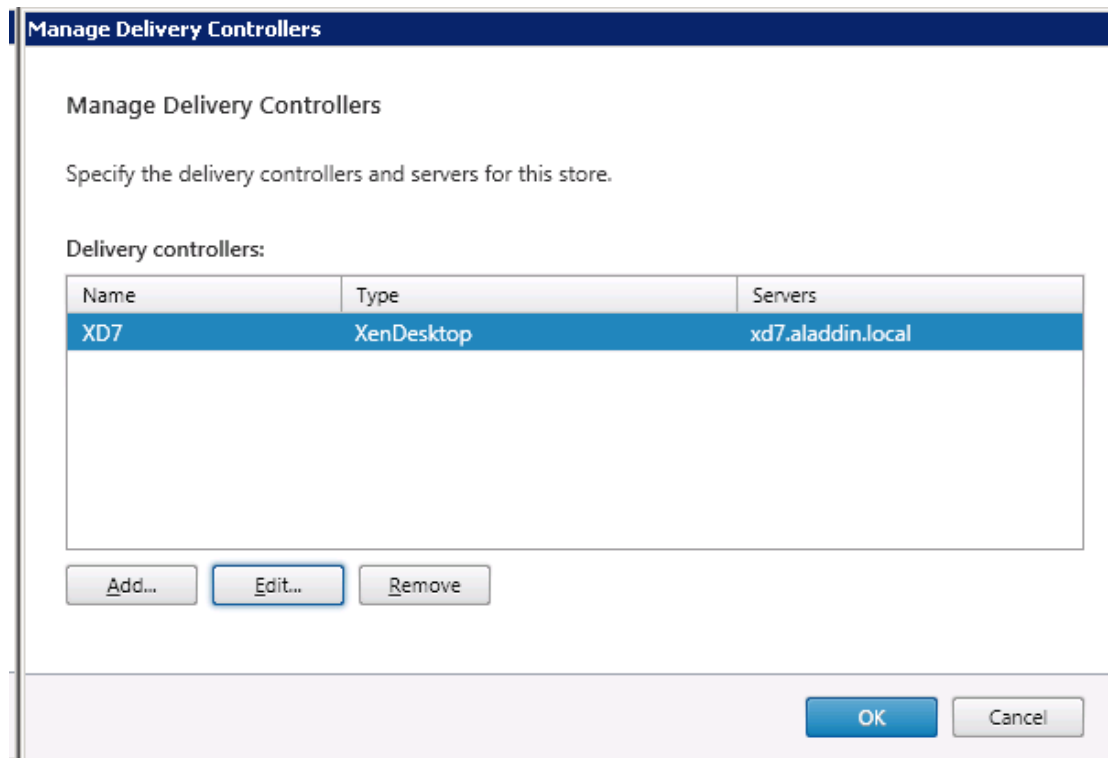 Manage Delivery Controllers
Manage Delivery Controllers
Specify the delivery controllers and servers for this store.
Delivery controllers:
Name Type Servers
XD7 XenDesktop xd7.aladdin.local
Add... Edit... Remove
OK Cancel